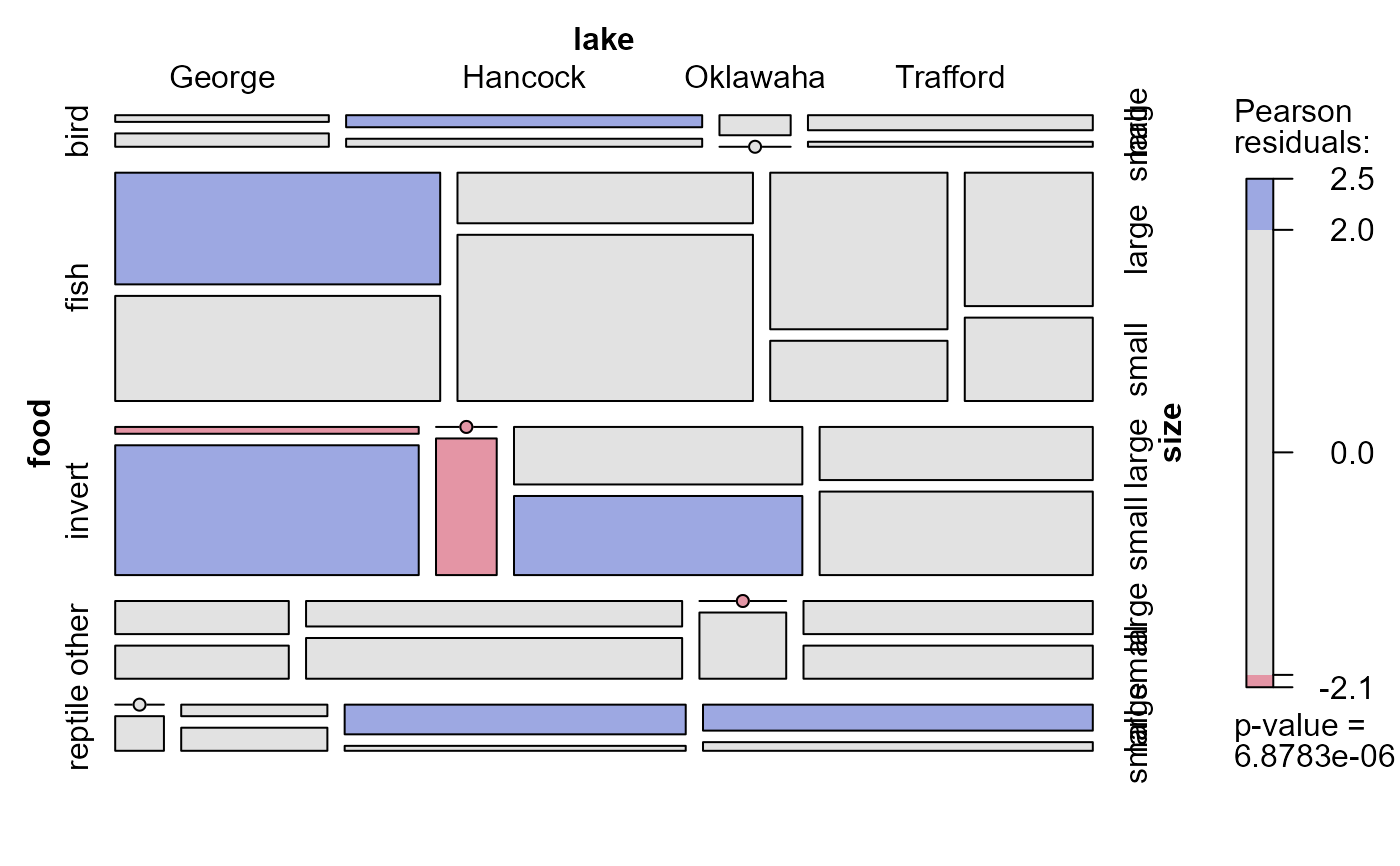 lake
George Hancock Oklawaha Trafford
food
bird
fish
invert
other
reptile
large
small
large
small
large
small
large
small
large
small
size
Pearson
residuals:
2.5
2.0
0.0
-2.1
p-value =
6.8783e-06